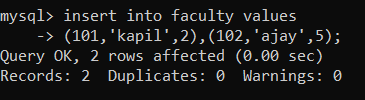 mysql> insert into faculty values
    -> (101,'kapil',2),(102,'ajay',5);
Query OK, 2 rows affected (0.00 sec)
Records: 2  Duplicates: 0  Warnings: 0